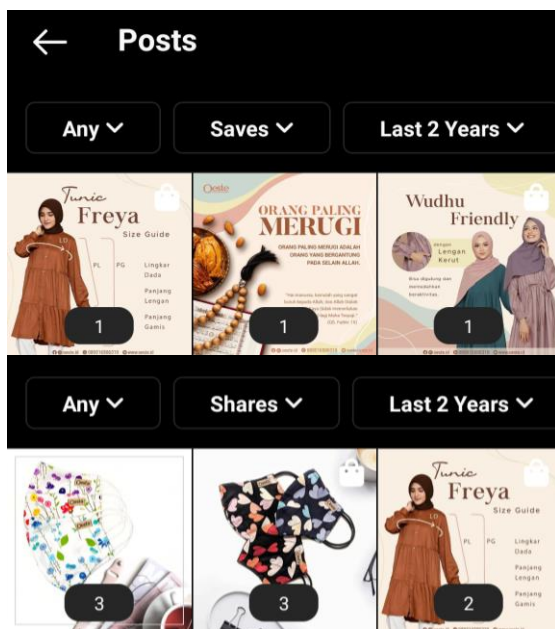 Posts
Any
Saves
Last 2 Years
Tunic
Freya
Size Guide
LD
PL
PG
Lingkar
Dada
Panjang
Lengan
Panjang
Gamis
1
Oeste
ORANG PALING
MERUGI
ORANG PALING MERUGI ADALAH
ORANG YANG BERGANTUNG
PADA SELAIN ALLAH.
1
Wudhu
Friendly
dengan
Lengan
Kerut
1
Any
Shares
Last 2 Years
Oeste
Oeste
3
3
Tunic
Freya
Size Guide
LD
PL
PG
Lingkar
Dada
Panjang
Lengan
Panjang
Gamis
2